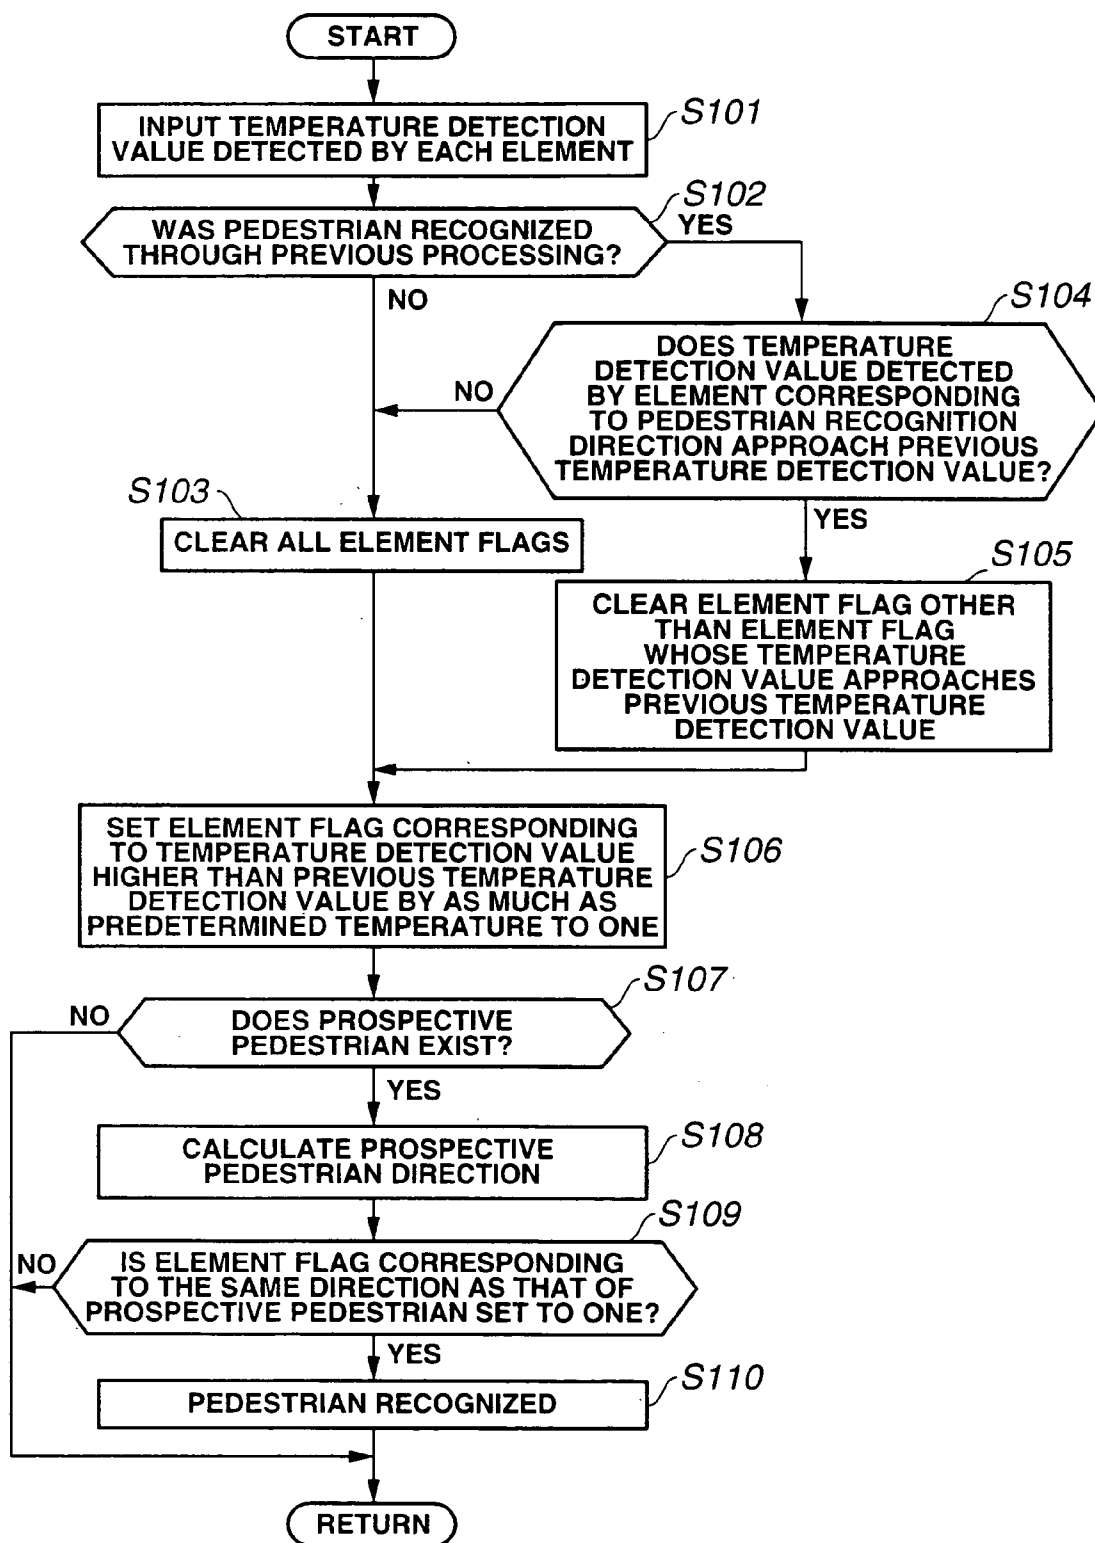 START
S101
INPUT TEMPERATURE DETECTION
VALUE DETECTED BY EACH ELEMENT
S102
WAS PEDESTRIAN RECOGNIZED
THROUGH PREVIOUS PROCESSING?
YES
NO
S104
DOES TEMPERATURE
DETECTION VALUE DETECTED
BY ELEMENT CORRESPONDING
TO PEDESTRIAN RECOGNITION
DIRECTION APPROACH PREVIOUS
TEMPERATURE DETECTION VALUE?
NO
YES
S103
CLEAR ALL ELEMENT FLAGS
S105
CLEAR ELEMENT FLAG OTHER
THAN ELEMENT FLAG
WHOSE TEMPERATURE
DETECTION VALUE APPROACHES
PREVIOUS TEMPERATURE
DETECTION VALUE
SET ELEMENT FLAG CORRESPONDING
TO TEMPERATURE DETECTION VALUE
HIGHER THAN PREVIOUS TEMPERATURE
DETECTION VALUE BY AS MUCH AS
PREDETERMINED TEMPERATURE TO ONE
S106
S107
NO
DOES PROSPECTIVE
PEDESTRIAN EXIST?
YES
S108
CALCULATE PROSPECTIVE
PEDESTRIAN DIRECTION
S109
NO
IS ELEMENT FLAG CORRESPONDING
TO THE SAME DIRECTION AS THAT OF
PROSPECTIVE PEDESTRIAN SET TO ONE?
YES
S110
PEDESTRIAN RECOGNIZED
RETURN